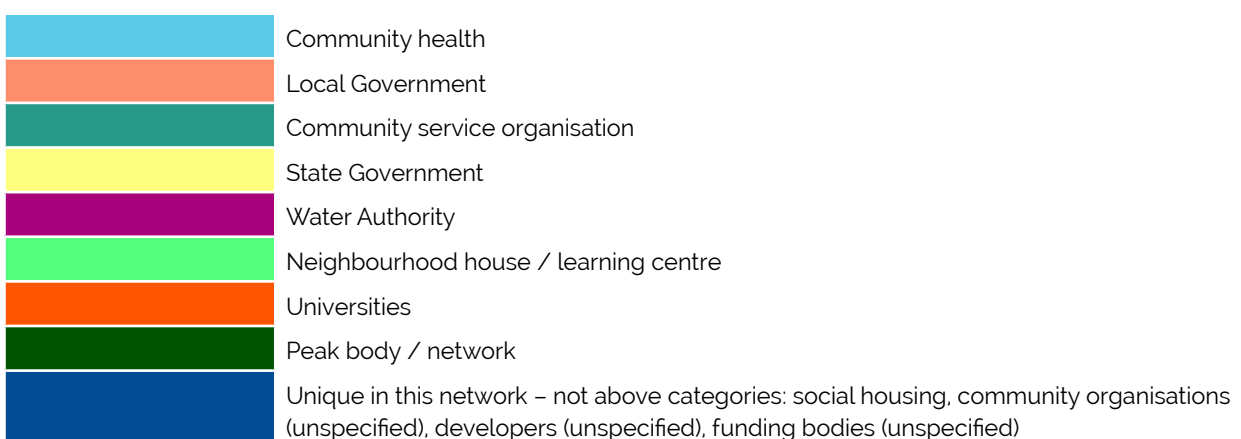 Community health
Local Government
Community service organisation
State Government
Water Authority
Neighbourhood house / learning centre
Universities
Peak body / network
Unique in this network – not above categories: social housing, community organisations
(unspecified), developers (unspecified), funding bodies (unspecified)